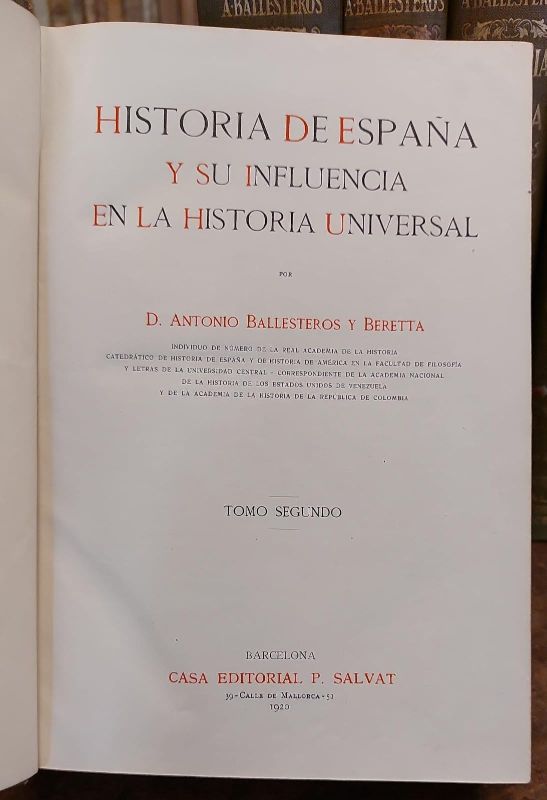 A·BALLESTEROS
A·BALLESTEROS
A·BALLESTEROS
HISTORIA DE ESPAÑA
Y SU INFLUENCIA
EN LA HISTORIA UNIVERSAL
POR
D. ANTONIO BALLESTEROS Y BERETTA
INDIVIDUO DE NÚMERO DE LA REAL ACADEMIA DE LA HISTORIA
CATEDRÁTICO DE HISTORIA DE ESPAÑA Y DE HISTORIA DE AMÉRICA EN LA FACULTAD DE FILOSOFÍA
Y LETRAS DE LA UNIVERSIDAD CENTRAL - CORRESPONDIENTE DE LA ACADEMIA NACIONAL
DE LA HISTORIA DE LOS ESTADOS UNIDOS DE VENEZUELA
Y DE LA ACADEMIA DE LA HISTORIA DE LA REPÚBLICA DE COLOMBIA
TOMO SEGUNDO
BARCELONA
CASA EDITORIAL P. SALVAT
39-CALLE DE MALLORCA-51
1920